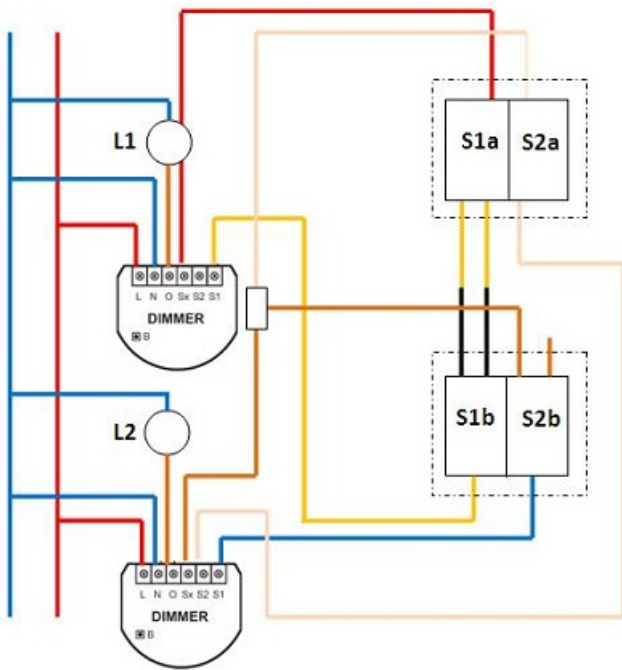 S1a S2a
L1
L N O Sx S2 S1
DIMMER
B
S1b S2b
L2
L N O Sx S2 S1
DIMMER
B